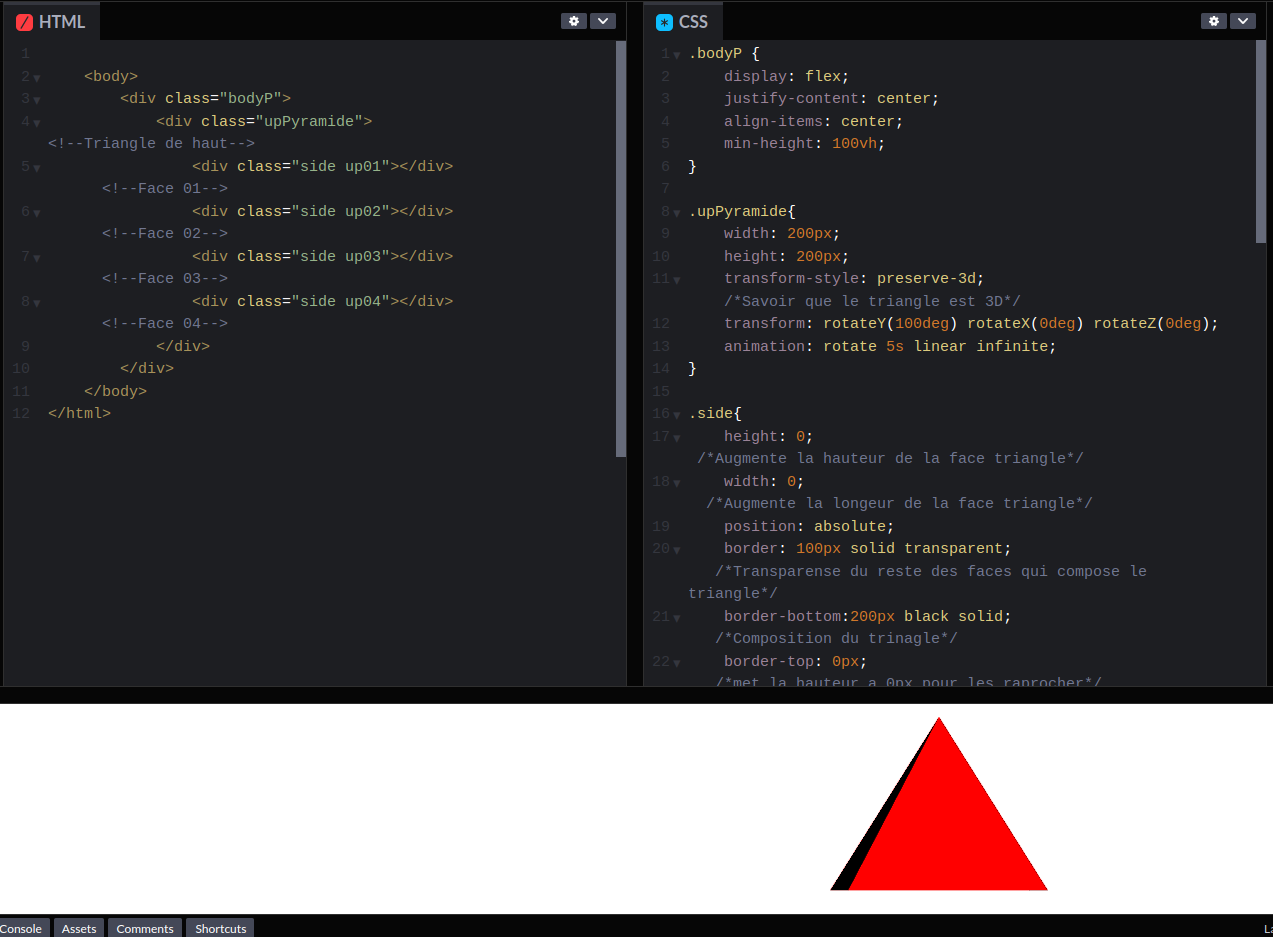 HTML
1
2 <body>
3 <div class="bodyP">
4 <div class="upPyramide">
<!--Triangle de haut-->
5 <div class="side up01"></div>
<!--Face 01-->
6 <div class="side up02"></div>
<!--Face 02-->
7 <div class="side up03"></div>
<!--Face 03-->
8 <div class="side up04"></div>
<!--Face 04-->
9 </div>
10 </div>
11 </body>
12 </html>
CSS
1 .bodyP {
2 display: flex;
3 justify-content: center;
4 align-items: center;
5 min-height: 100vh;
6 }
7
8 .upPyramide{
9 width: 200px;
10 height: 200px;
11 transform-style: preserve-3d;
/*Savoir que le triangle est 3D*/
12 transform: rotateY(100deg) rotateX(0deg) rotateZ(0deg);
13 animation: rotate 5s linear infinite;
14 }
15
16 .side{
17 height: 0;
/*Augmente la hauteur de la face triangle*/
18 width: 0;
/*Augmente la longeur de la face triangle*/
19 position: absolute;
20 border: 100px solid transparent;
/*Transparense du reste des faces qui compose le
triangle*/
21 border-bottom:200px black solid;
/*Composition du trinagle*/
22 border-top: 0px;
/*met la hauteur a 0px pour les raprocher*/
Console Assets Comments Shortcuts